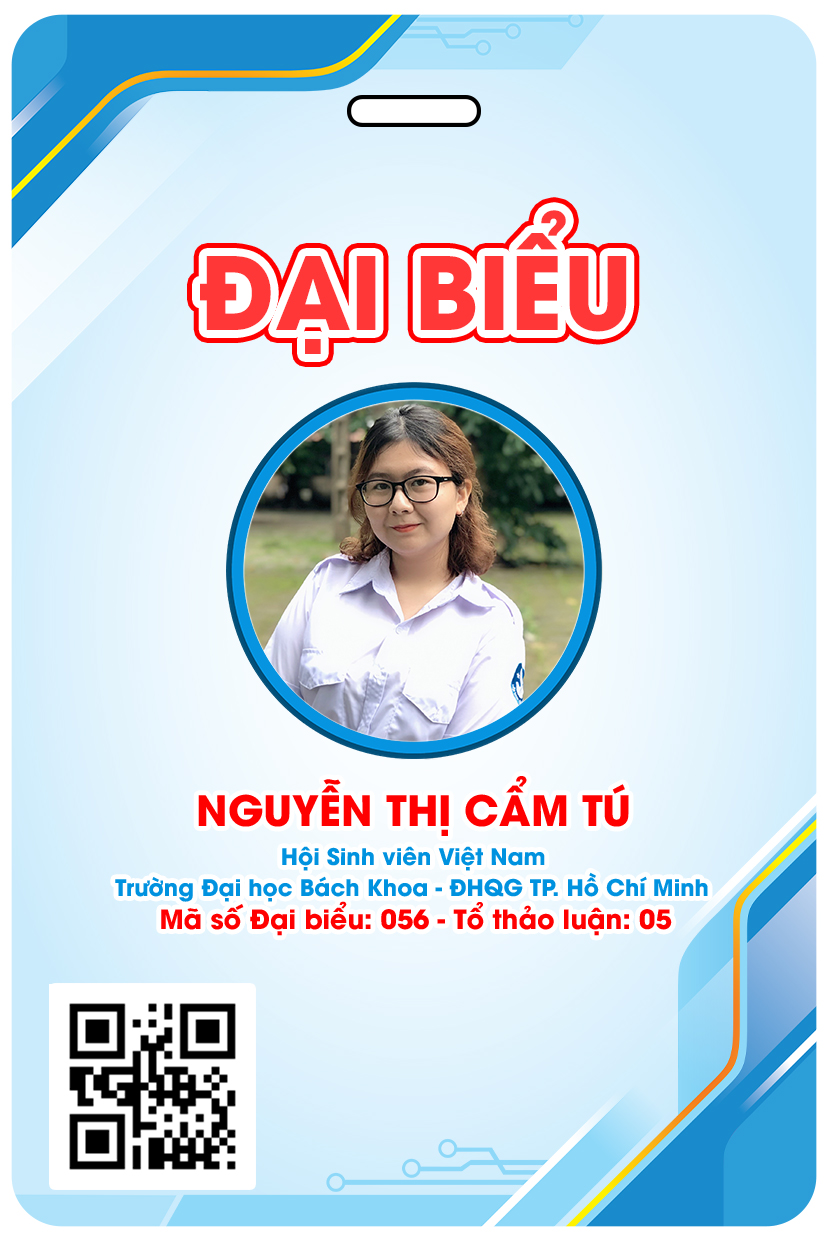 ĐẠI BIỂU
NGUYỄN THỊ CẨM TÚ
Hội Sinh viên Việt Nam
Trường Đại học Bách Khoa - ĐHQG TP. Hồ Chí Minh
Mã số Đại biểu: 056 - Tổ thảo luận: 05